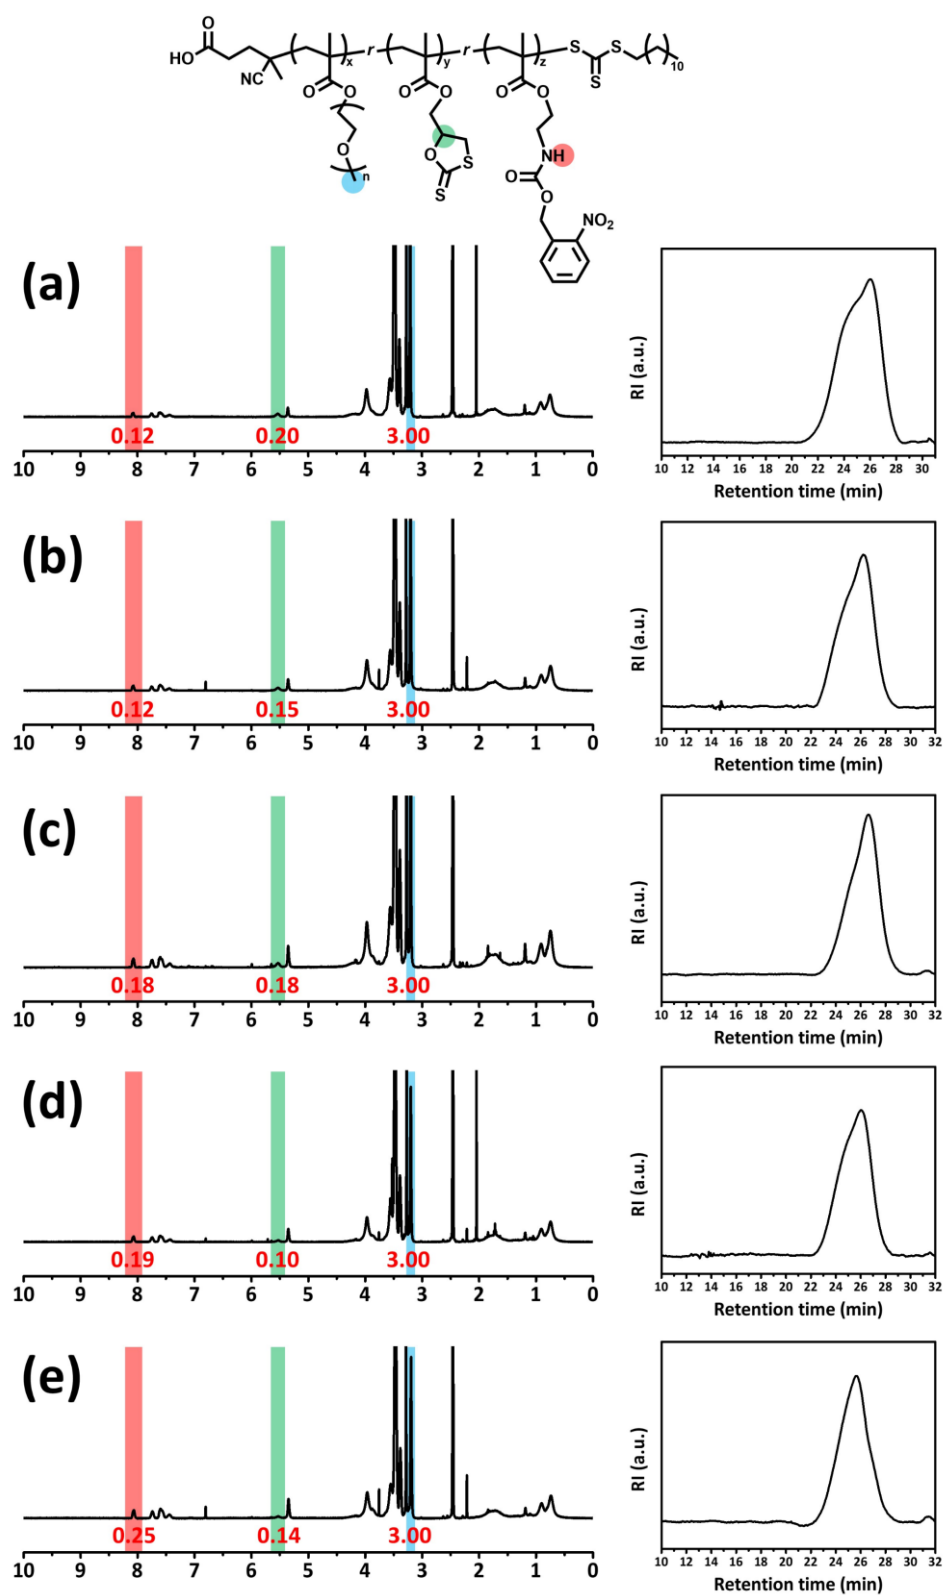 O
HO
NC
O
O
O
n
x
r
O
O
O
S
S
y
r
O
O
NH
O
O
NO2
z
S
S
S
10
(a)
0.12 0.20 3.00
10 9 8 7 6 5 4 3 2 1 0
RI (a.u.)
10 12 14 16 18 20 22 24 26 28 30
Retention time (min)
(b)
0.12 0.15 3.00
10 9 8 7 6 5 4 3 2 1 0
RI (a.u.)
10 12 14 16 18 20 22 24 26 28 30 32
Retention time (min)
(c)
0.18 0.18 3.00
10 9 8 7 6 5 4 3 2 1 0
RI (a.u.)
10 12 14 16 18 20 22 24 26 28 30 32
Retention time (min)
(d)
0.19 0.10 3.00
10 9 8 7 6 5 4 3 2 1 0
RI (a.u.)
10 12 14 16 18 20 22 24 26 28 30 32
Retention time (min)
(e)
0.25 0.14 3.00
10 9 8 7 6 5 4 3 2 1 0
RI (a.u.)
10 12 14 16 18 20 22 24 26 28 30 32
Retention time (min)